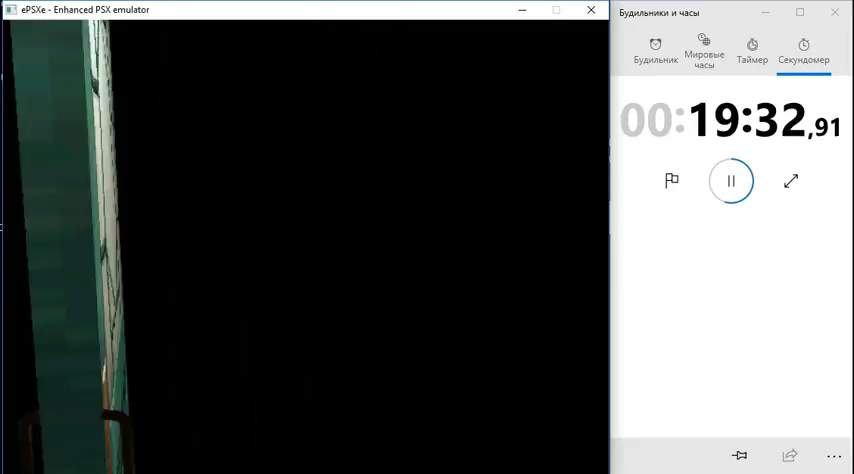 ePSXe - Enhanced PSX emulator
Будильники и часы
Будильник
Мировые
часы
Таймер
Секундомер
00:19:32,91